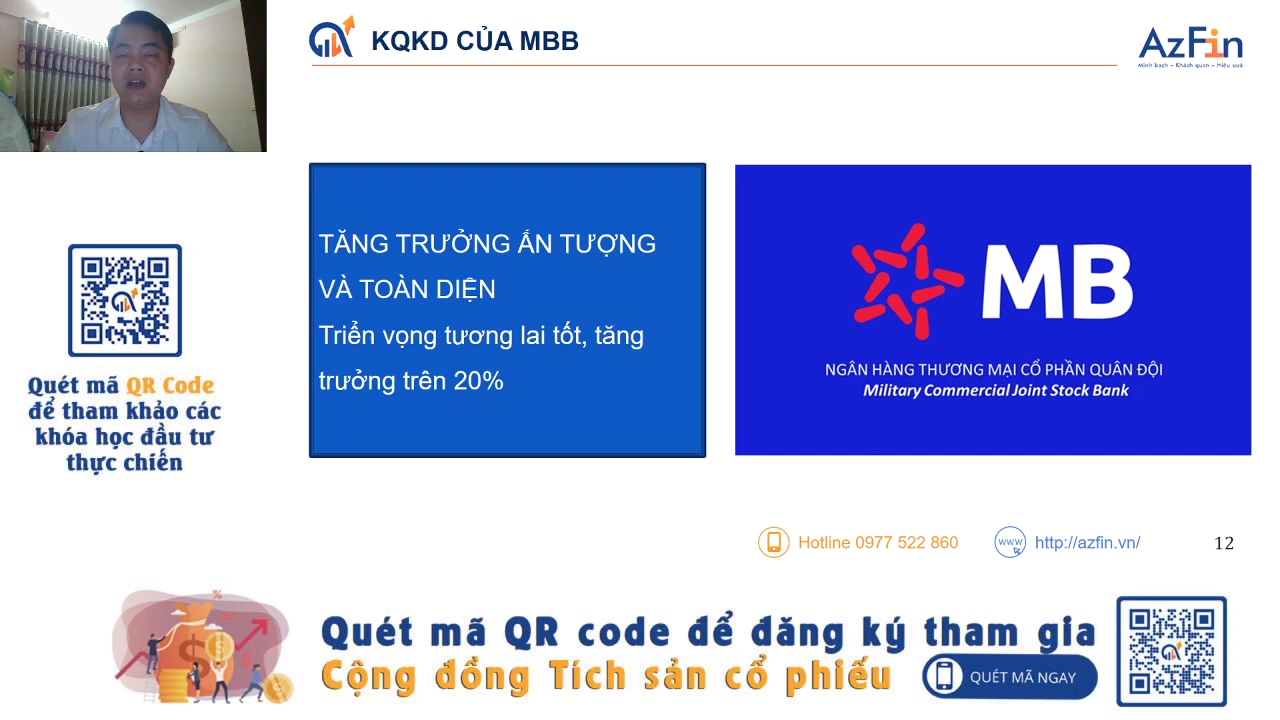 KQKD CỦA MBB
AzFin
Minh bạch – Khách quan – Hiệu quả
TĂNG TRƯỞNG ẤN TƯỢNG
VÀ TOÀN DIỆN
Triển vọng tương lai tốt, tăng
trưởng trên 20%
MB
NGÂN HÀNG THƯƠNG MẠI CỔ PHẦN QUÂN ĐỘI
Military Commercial Joint Stock Bank
Quét mã QR Code
để tham khảo các
khóa học đầu tư
thực chiến
Hotline 0977 522 860
www
http://azfin.vn/
12
Quét mã QR code để đăng ký tham gia
Cộng đồng Tích sản cổ phiếu
QUÉT MÃ NGAY